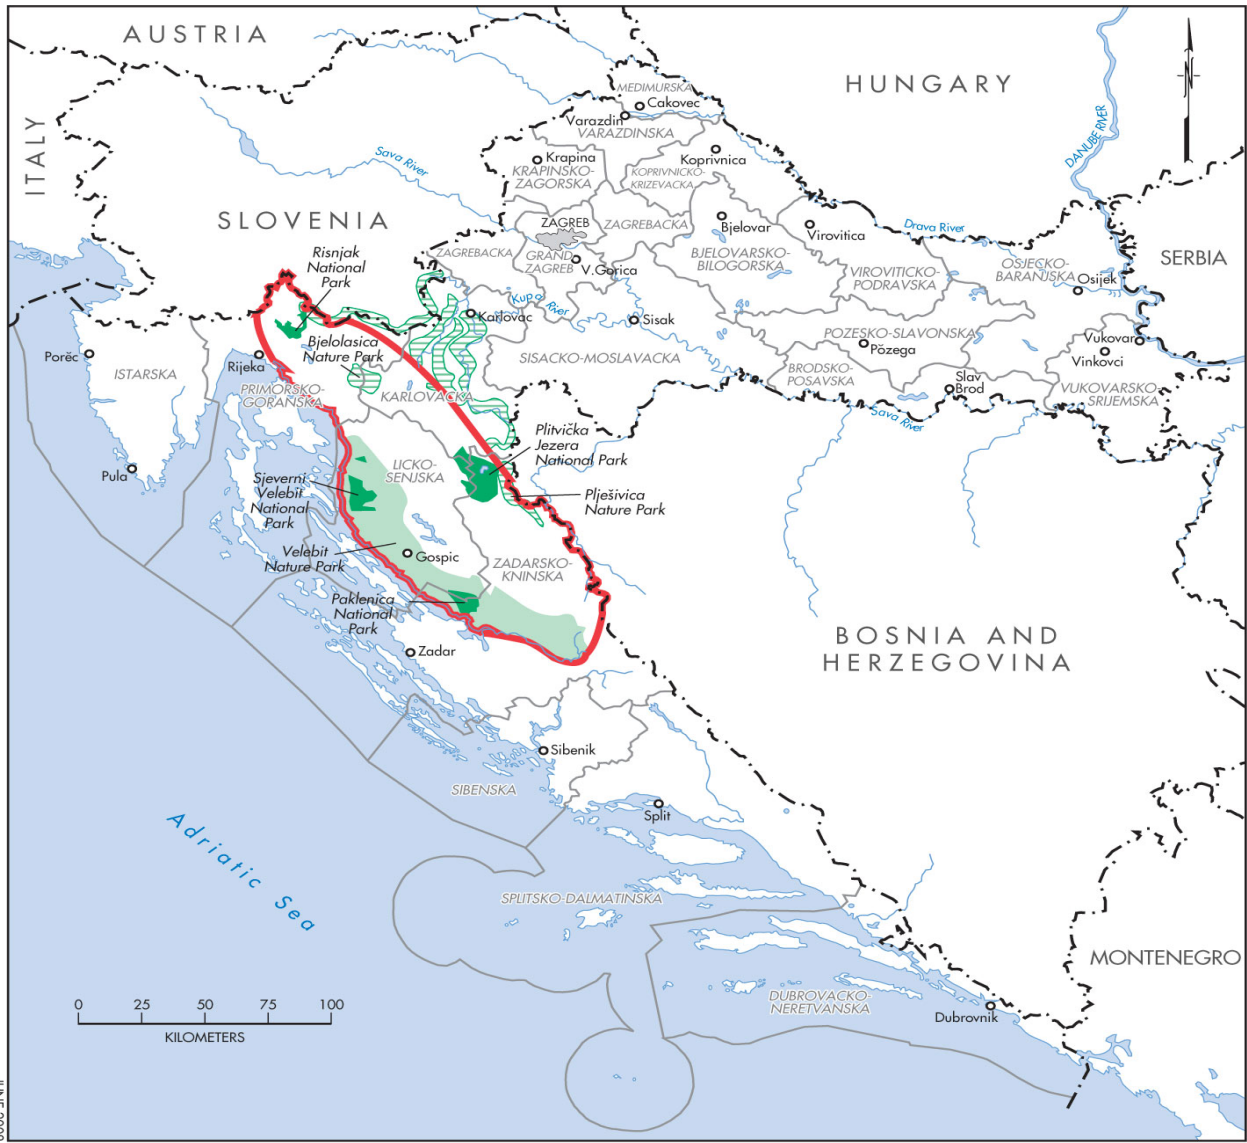 AUSTRIA
HUNGARY
ITALY
SLOVENIA
SERBIA
BOSNIA AND
HERZEGOVINA
MONTENEGRO
N
MEDIMURSKA
Cakovec
Varazdin
VARAZDINSKA
Krapina
KRAPINSKO-
ZAGORSKA
Koprivnica
KOPRIVNICKO-
KRIZEVACKA
DANUBE RIVER
Sava River
ZAGREB
ZAGREBACKA
ZAGREBACKA
GRAND
ZAGREB
V.Gorica
Bjelovar
BJELOVARSKO-
BILOGORSKA
Virovitica
VIROVITICKO-
PODRAVSKA
Drava River
OSJECKO-
BARANJSKA
Osijek
Risnjak
National
Park
Kupa
River
Karlovac
Sisak
SISACKO-MOSLAVACKA
POZESKO-SLAVONSKA
Pözega
BRODSKO-
POSAVSKA
Slav
Brod
Sava River
Vukovar
Vinkovci
VUKOVARSKO-
SRIJEMSKA
Porëc
ISTARSKA
Rijeka
Bjelolasica
Nature Park
PRIMORSKO-
GORANSKA
KARLOVACKA
Pula
Plitvička
Jezera
National Park
LICKO-
SENJSKA
Sjeverni
Velebit
National
Park
Plješivica
Nature Park
Velebit
Nature Park
Gospic
ZADARSKO-
KNINSKA
Paklenica
National
Park
Zadar
Sibenik
SIBENSKA
Split
SPLITSKO-DALMATINSKA
DUBROVACKO-
NERETVANSKA
Dubrovnik
Adriatic Sea
0 25 50 75 100
KILOMETERS